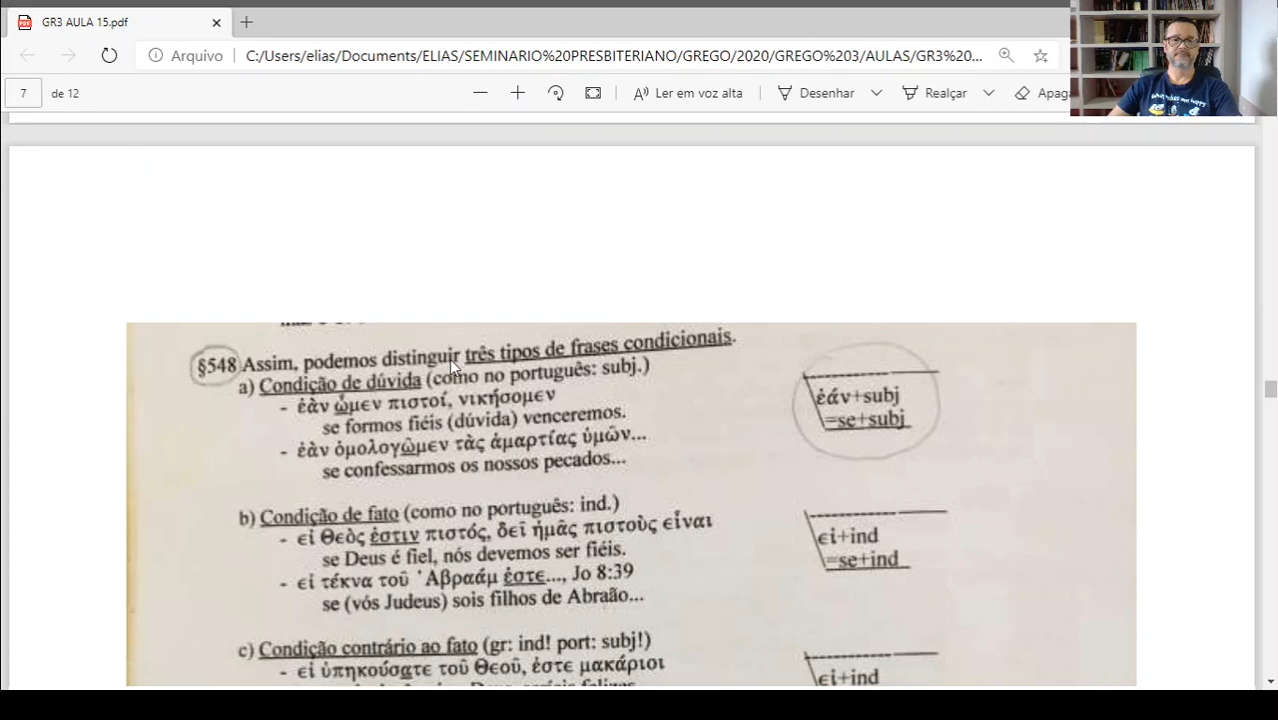 GR3 AULA 15.pdf
Arquivo C:/Users/elias/Documents/ELIAS/SEMINARIO%20PRESBITERIANO/GREGO/2020/GREGO%203/AULAS/GR3%20...
7 de 12 Ler em voz alta Desenhar Realçar Apag
§548 Assim, podemos distinguir três tipos de frases condicionais.
a) Condição de dúvida (como no português: subj.)
- ἐὰν ὦμεν πιστοί, νικήσομεν
se formos fiéis (dúvida) venceremos.
- ἐὰν ὁμολογῶμεν τὰς ἁμαρτίας ὑμῶν...
se confessarmos os nossos pecados...
ἐάν+subj
=se+subj
b) Condição de fato (como no português: ind.)
- εἰ Θεὸς ἐστιν πιστός, δεῖ ἡμᾶς πιστοὺς εἶναι
se Deus é fiel, nós devemos ser fiéis.
- εἰ τέκνα τοῦ Ἀβραάμ ἐστε..., Jo 8:39
se (vós Judeus) sois filhos de Abraão...
εἰ+ind
=se+ind
c) Condição contrário ao fato (gr: ind! port: subj!)
- εἰ ὑπηκούσατε τοῦ Θεοῦ, ἐστε μακάριοι
εἰ+ind